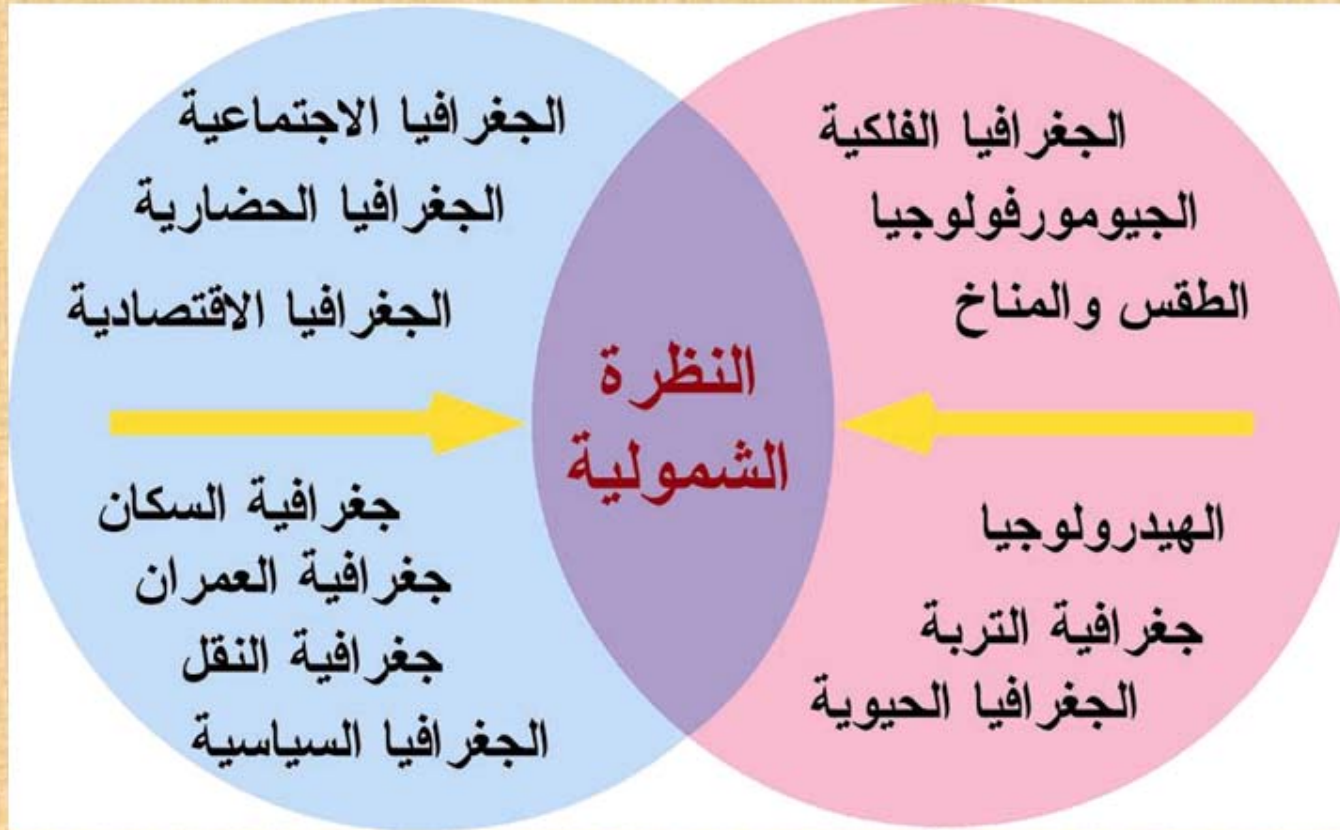 الجغرافيا الفلكية
الجيومورفولوجيا
الطقس والمناخ
الهيدرولوجيا
جغرافية التربة
الجغرافيا الحيوية
النظرة
الشمولية
الجغرافيا الاجتماعية
الجغرافيا الحضارية
الجغرافيا الاقتصادية
جغرافية السكان
جغرافية العمران
جغرافية النقل
الجغرافيا السياسية